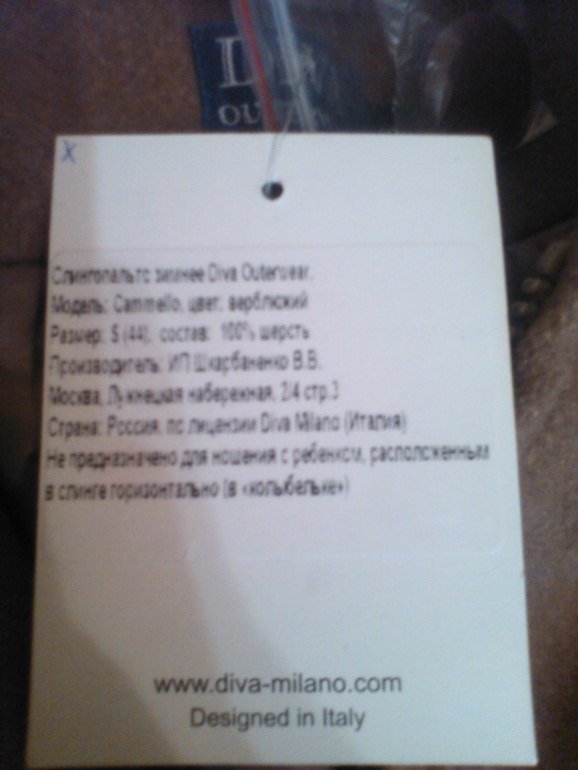 D
OU
X
Слингопальто зимнее Diva Outerwear.
Модель: Cammello, цвет: верблюжий
Размер: S (44), состав: 100% шерсть
Производитель: ИП Шкарбаненко В.В.
Москва, Лужнецкая набережная, 2/4 стр.3
Страна: Россия, по лицензии Diva Milano (Италия)
Не предназначено для ношения с ребенком, расположенным
в слинге горизонтально (в «колыбельке»)
www.diva-milano.com
Designed in Italy